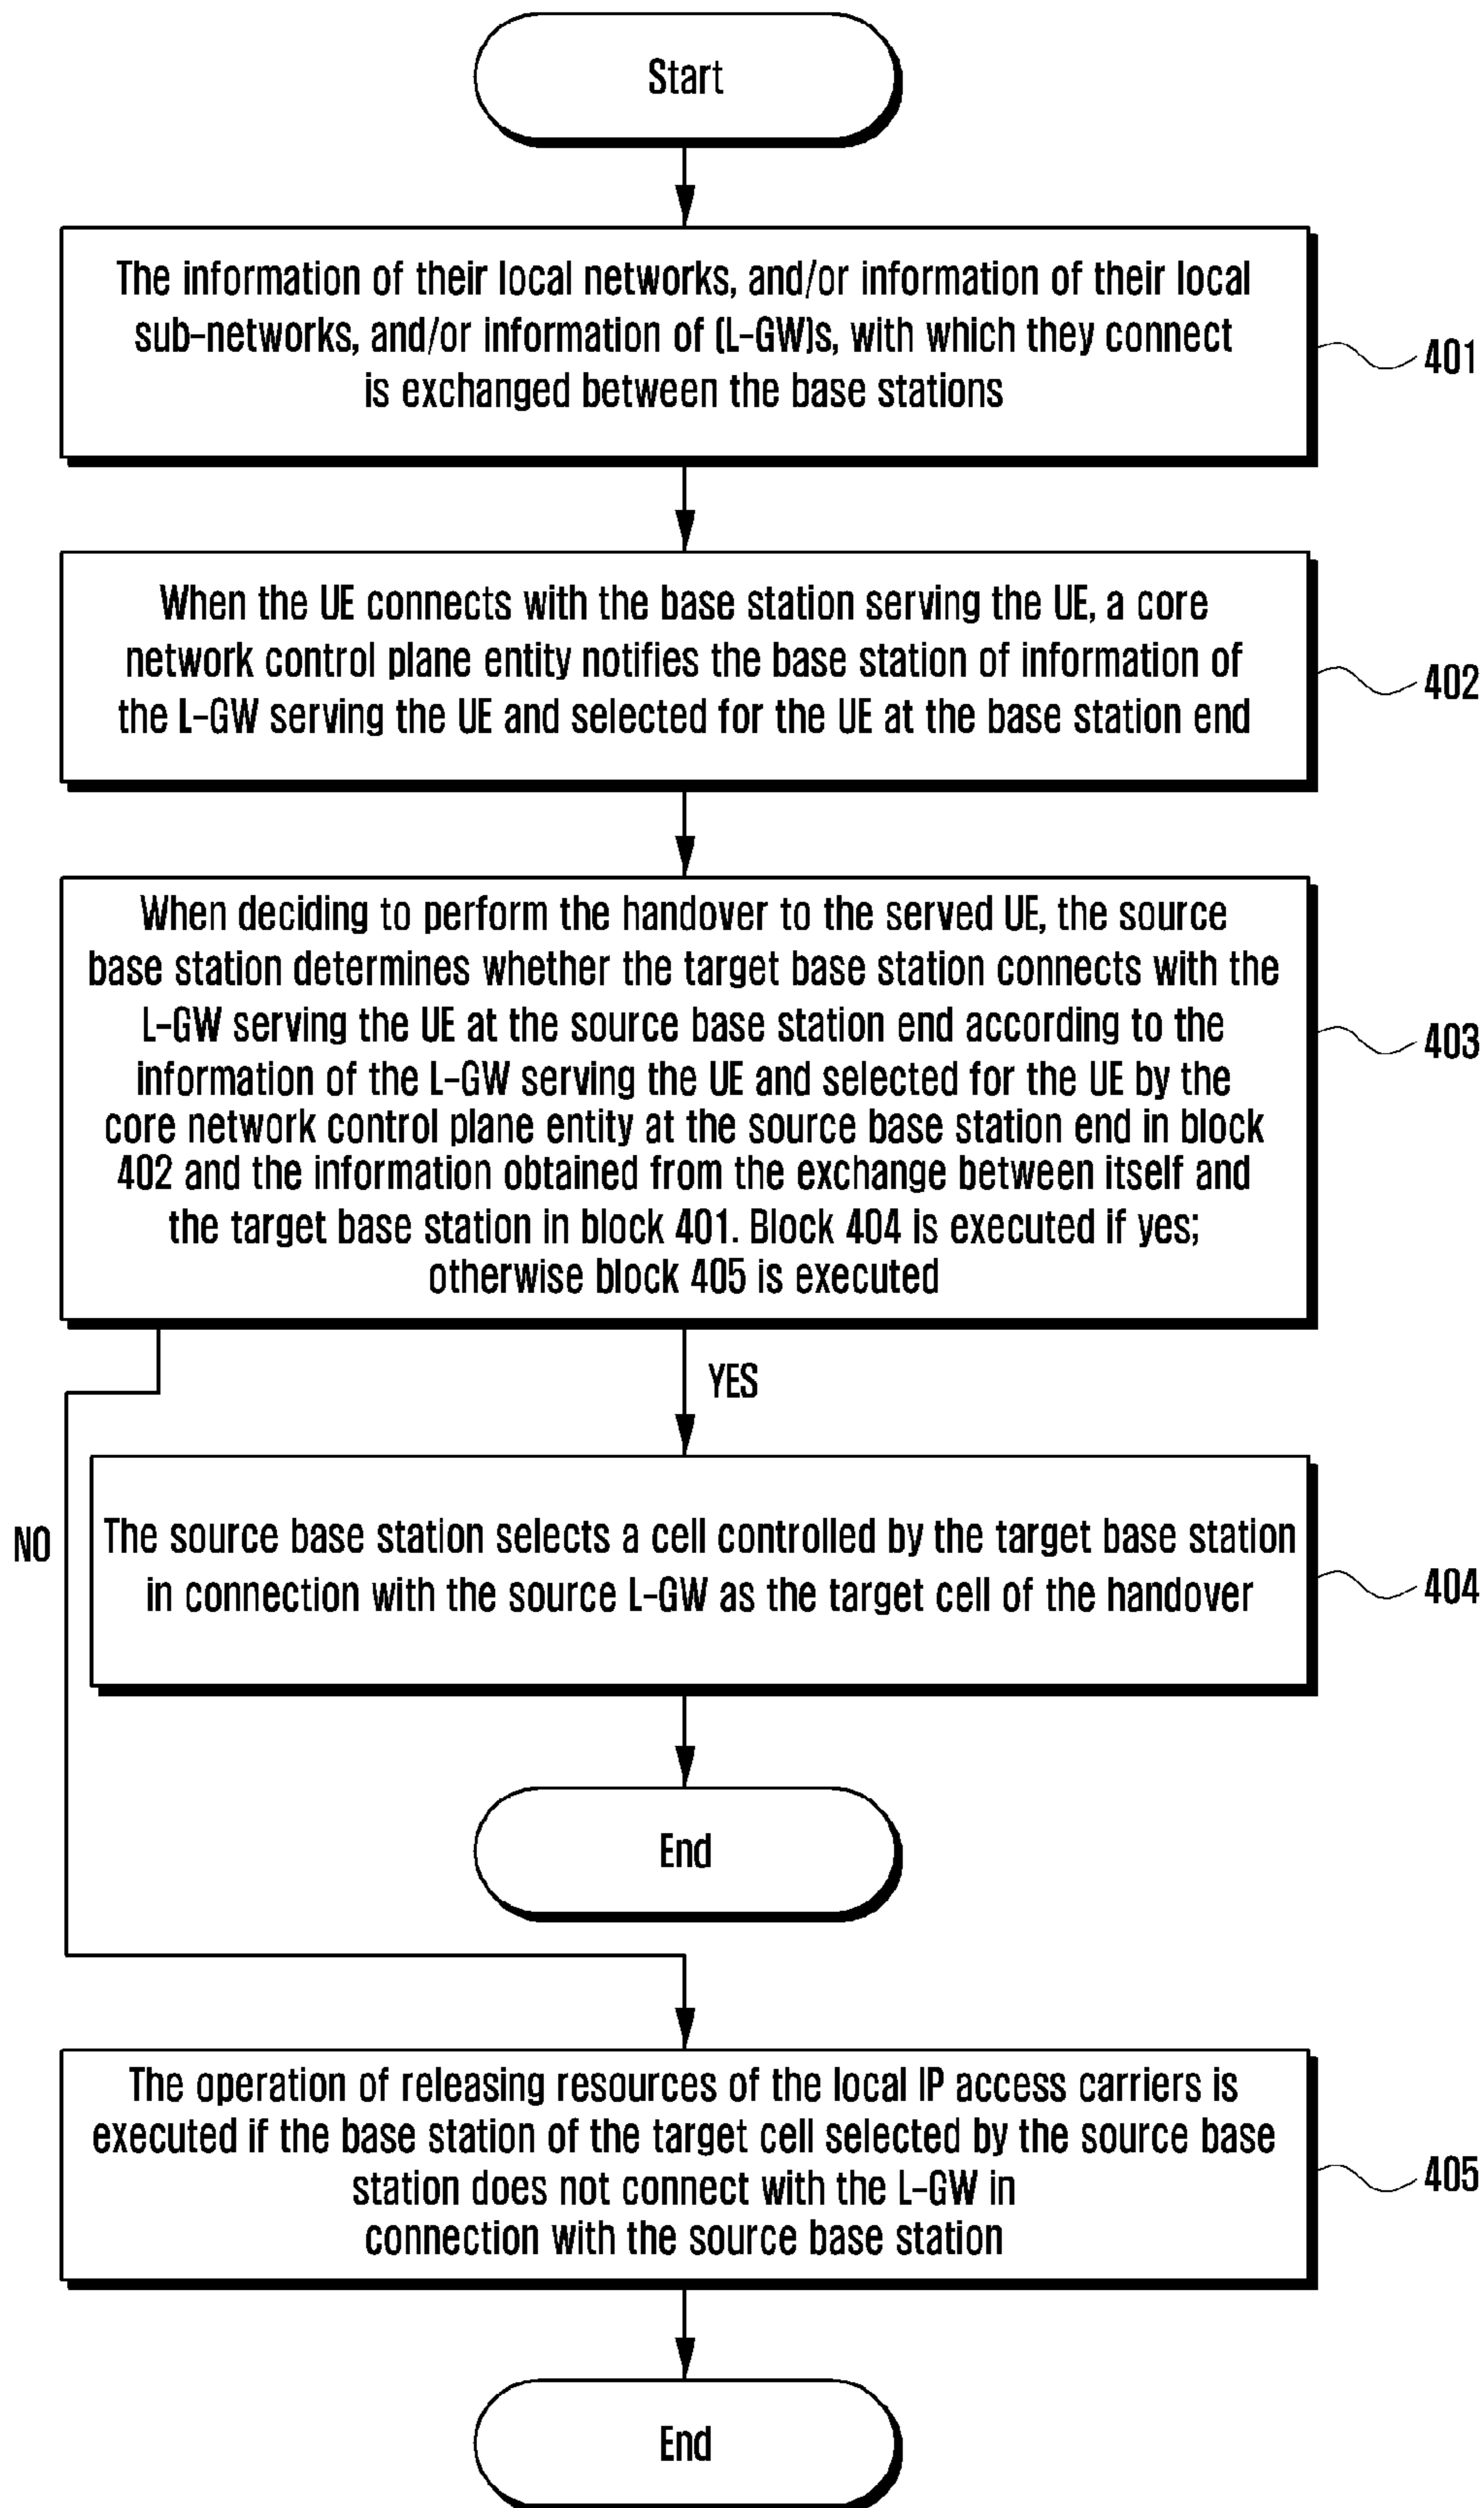 Start
The information of their local networks, and/or information of their local
sub-networks, and/or information of (L-GW)s, with which they connect
is exchanged between the base stations
401
When the UE connects with the base station serving the UE, a core
network control plane entity notifies the base station of information of
the L-GW serving the UE and selected for the UE at the base station end
402
When deciding to perform the handover to the served UE, the source
base station determines whether the target base station connects with the
L-GW serving the UE at the source base station end according to the
information of the L-GW serving the UE and selected for the UE by the
core network control plane entity at the source base station end in block
402 and the information obtained from the exchange between itself and
the target base station in block 401. Block 404 is executed if yes;
otherwise block 405 is executed
403
YES
NO
The source base station selects a cell controlled by the target base station
in connection with the source L-GW as the target cell of the handover
404
End
The operation of releasing resources of the local IP access carriers is
executed if the base station of the target cell selected by the source base
station does not connect with the L-GW in
connection with the source base station
405
End